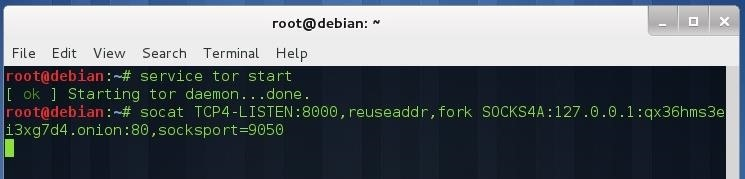 root@debian: ~
File Edit View Search Terminal Help
root@debian:~# service tor start
[ ok ] Starting tor daemon...done.
root@debian:~# socat TCP4-LISTEN:8000,reuseaddr,fork SOCKS4A:127.0.0.1:qx36hms3e
i3xg7d4.onion:80,socksport=9050